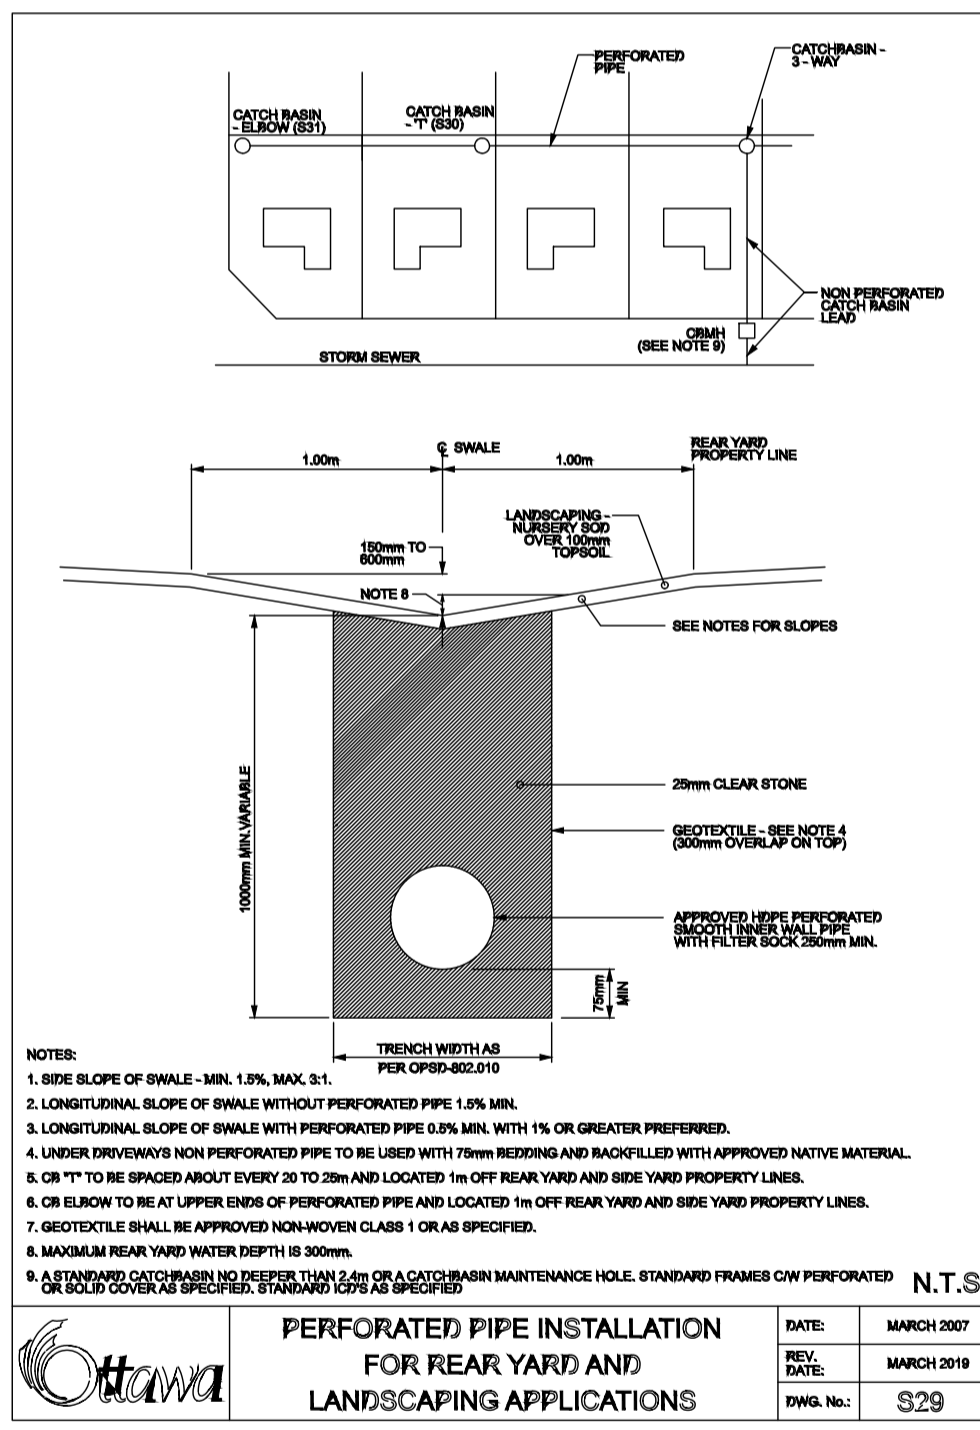 PERFORATED
PIPE
CATCHBASIN -
3 - WAY
CATCH BASIN
- ELBOW (S31)
CATCH BASIN
- 'T' (S30)
NON PERFORATED
CATCH BASIN
LEAD
CBMH
(SEE NOTE 9)
STORM SEWER
℄ SWALE
REAR YARD
PROPERTY LINE
1.00m
1.00m
LANDSCAPING -
NURSERY SOD
OVER 100mm
TOPSOIL
150mm TO
600mm
NOTE 8
SEE NOTES FOR SLOPES
1000mm MIN.VARIABLE
25mm CLEAR STONE
GEOTEXTILE - SEE NOTE 4
(300mm OVERLAP ON TOP)
APPROVED HDPE PERFORATED
SMOOTH INNER WALL PIPE
WITH FILTER SOCK 250mm MIN.
75mm
MIN
TRENCH WIDTH AS
PER OPSD-802.010
NOTES:
1. SIDE SLOPE OF SWALE - MIN. 1.5%, MAX. 3:1.
2. LONGITUDINAL SLOPE OF SWALE WITHOUT PERFORATED PIPE 1.5% MIN.
3. LONGITUDINAL SLOPE OF SWALE WITH PERFORATED PIPE 0.5% MIN. WITH 1% OR GREATER PREFERRED.
4. UNDER DRIVEWAYS NON PERFORATED PIPE TO BE USED WITH 75mm BEDDING AND BACKFILLED WITH APPROVED NATIVE MATERIAL.
5. CB "T" TO BE SPACED ABOUT EVERY 20 TO 25m AND LOCATED 1m OFF REAR YARD AND SIDE YARD PROPERTY LINES.
6. CB ELBOW TO BE AT UPPER ENDS OF PERFORATED PIPE AND LOCATED 1m OFF REAR YARD AND SIDE YARD PROPERTY LINES.
7. GEOTEXTILE SHALL BE APPROVED NON-WOVEN CLASS 1 OR AS SPECIFIED.
8. MAXIMUM REAR YARD WATER DEPTH IS 300mm.
9. A STANDARD CATCHBASIN NO DEEPER THAN 2.4m OR A CATCHBASIN MAINTENANCE HOLE. STANDARD FRAMES C/W PERFORATED
OR SOLID COVER AS SPECIFIED. STANDARD ICD'S AS SPECIFIED
N.T.S
Ottawa
PERFORATED PIPE INSTALLATION
FOR REAR YARD AND
LANDSCAPING APPLICATIONS
DATE: MARCH 2007
REV.
DATE: MARCH 2019
DWG. No.: S29